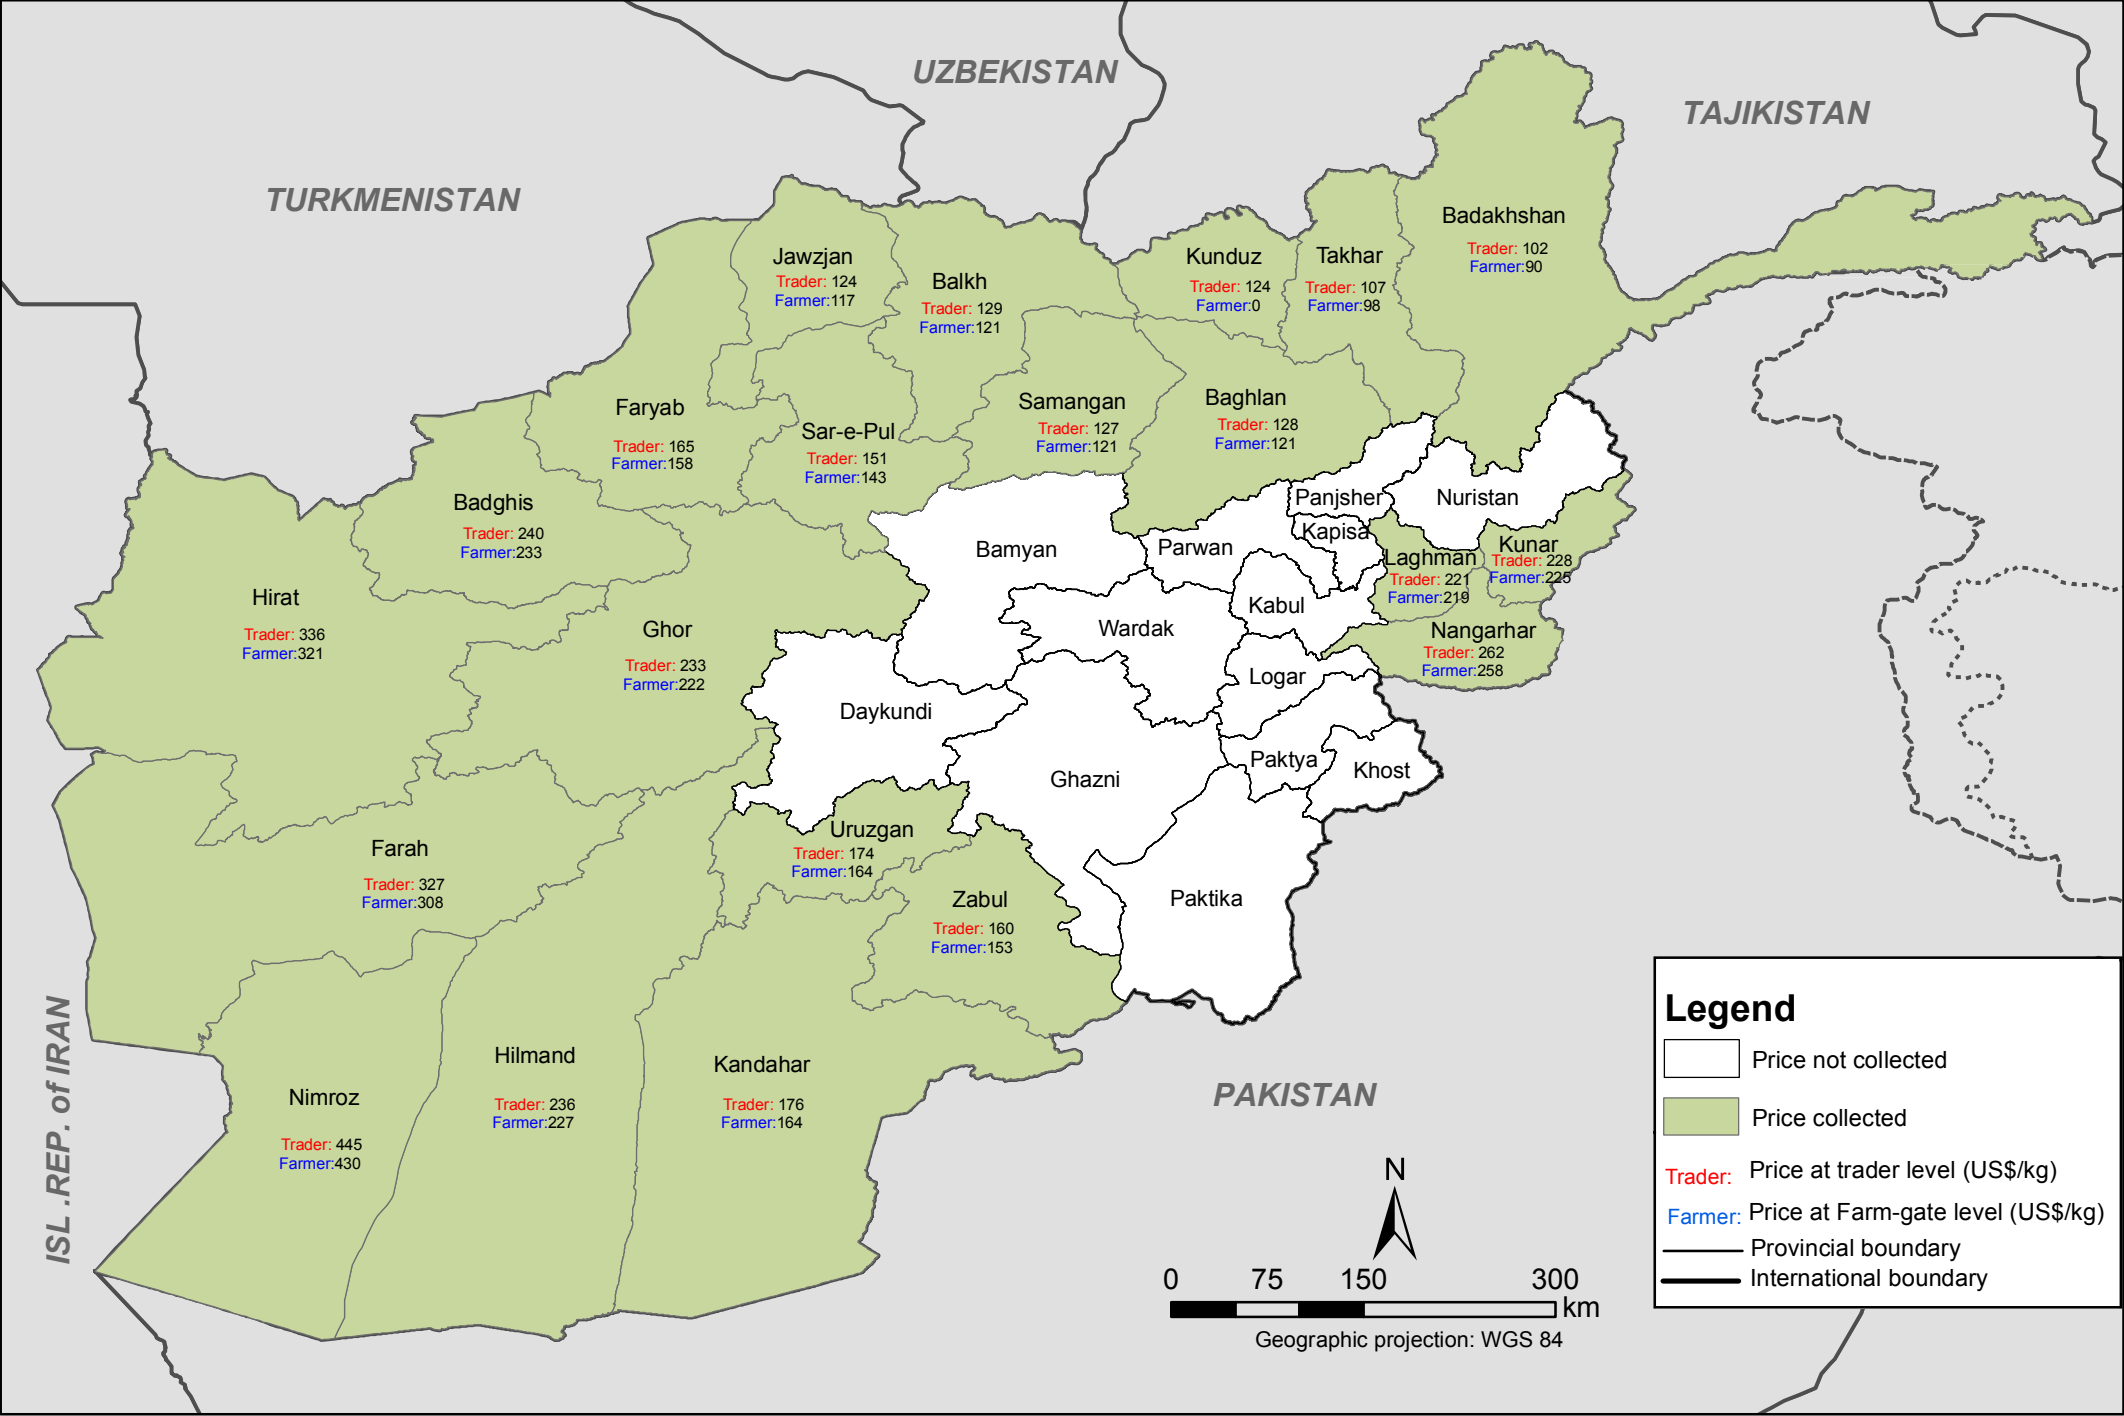 UZBEKISTAN
TAJIKISTAN
TURKMENISTAN
Badakhshan
Trader: 102
Farmer:90
Jawzjan
Trader: 124
Farmer:117
Balkh
Trader: 129
Farmer:121
Kunduz
Trader: 124
Farmer:0
Takhar
Trader: 107
Farmer:98
Faryab
Trader: 165
Farmer:158
Sar-e-Pul
Trader: 151
Farmer:143
Samangan
Trader: 127
Farmer:121
Baghlan
Trader: 128
Farmer:121
Badghis
Trader: 240
Farmer:233
Panjsher
Nuristan
Kapisa
Bamyan
Parwan
Laghman
Trader: 221
Farmer:219
Kunar
Trader: 228
Farmer:225
Hirat
Trader: 336
Farmer:321
Ghor
Trader: 233
Farmer:222
Wardak
Kabul
Nangarhar
Trader: 262
Farmer:258
Logar
Daykundi
Ghazni
Paktya
Khost
Uruzgan
Trader: 174
Farmer:164
Farah
Trader: 327
Farmer:308
Zabul
Trader: 160
Farmer:153
Paktika
Nimroz
Trader: 445
Farmer:430
Hilmand
Trader: 236
Farmer:227
Kandahar
Trader: 176
Farmer:164
ISL .REP. of IRAN
PAKISTAN
N
0 75 150 300
km
Geographic projection: WGS 84
Legend
Price not collected
Price collected
Trader: Price at trader level (US$/kg)
Farmer: Price at Farm-gate level (US$/kg)
Provincial boundary
International boundary